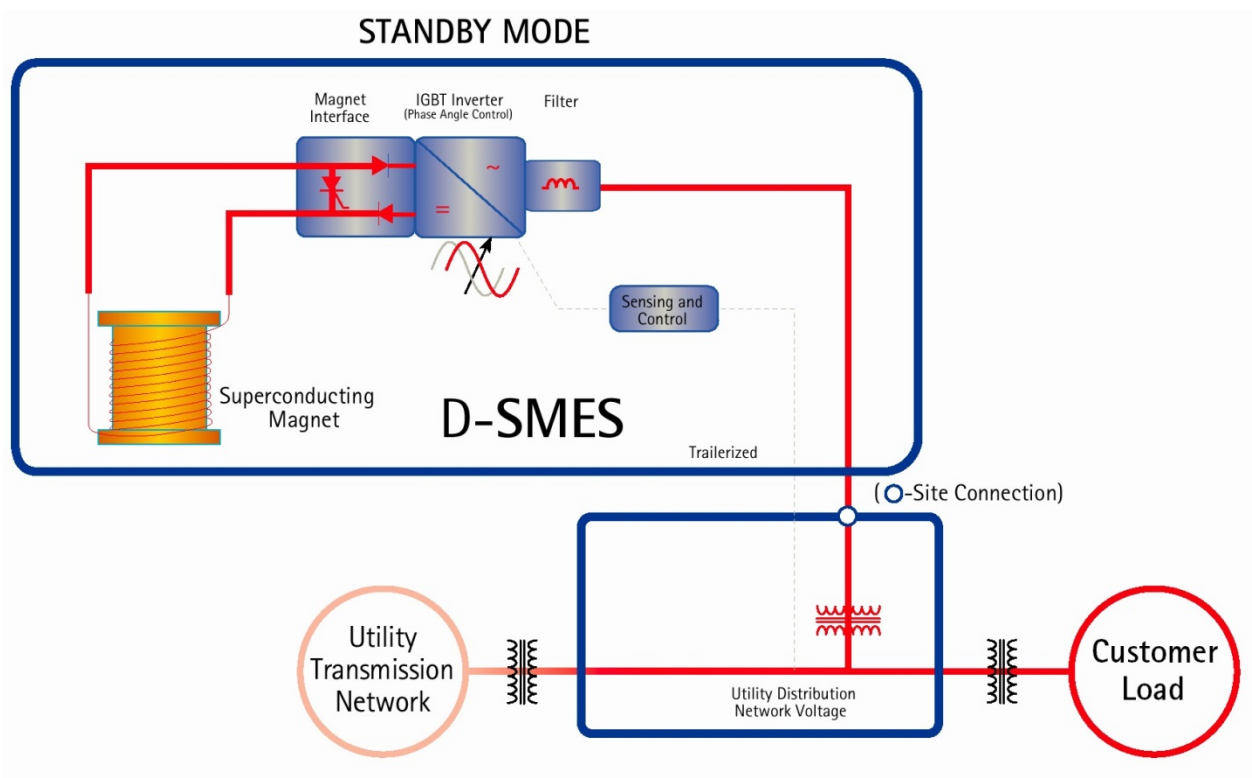 STANDBY MODE
Magnet
Interface
IGBT Inverter
(Phase Angle Control)
Filter
~
=
Sensing and
Control
Superconducting
Magnet
D-SMES
Trailerized
( O-Site Connection)
Utility
Transmission
Network
Utility Distribution
Network Voltage
Customer
Load